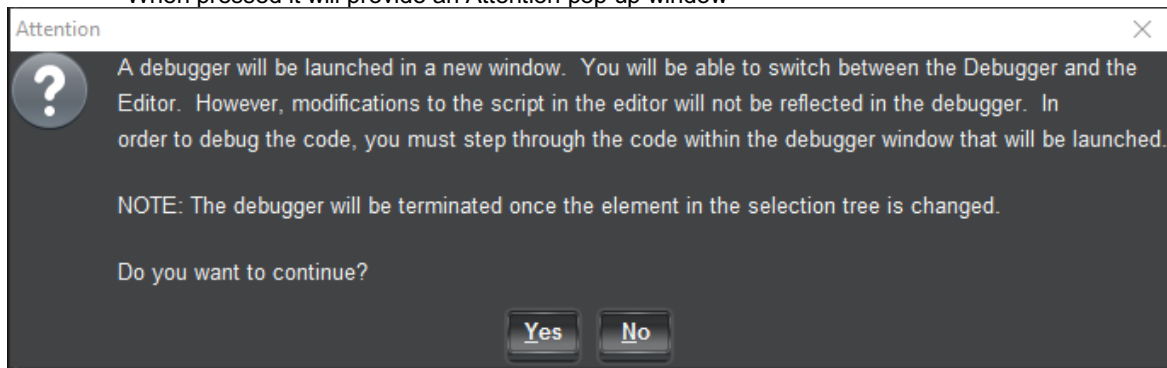 When pressed it will provide an Attention pop-up window
Attention
A debugger will be launched in a new window.  You will be able to switch between the Debugger and the
Editor.  However, modifications to the script in the editor will not be reflected in the debugger.  In
order to debug the code, you must step through the code within the debugger window that will be launched.
NOTE: The debugger will be terminated once the element in the selection tree is changed.
Do you want to continue?
Yes No